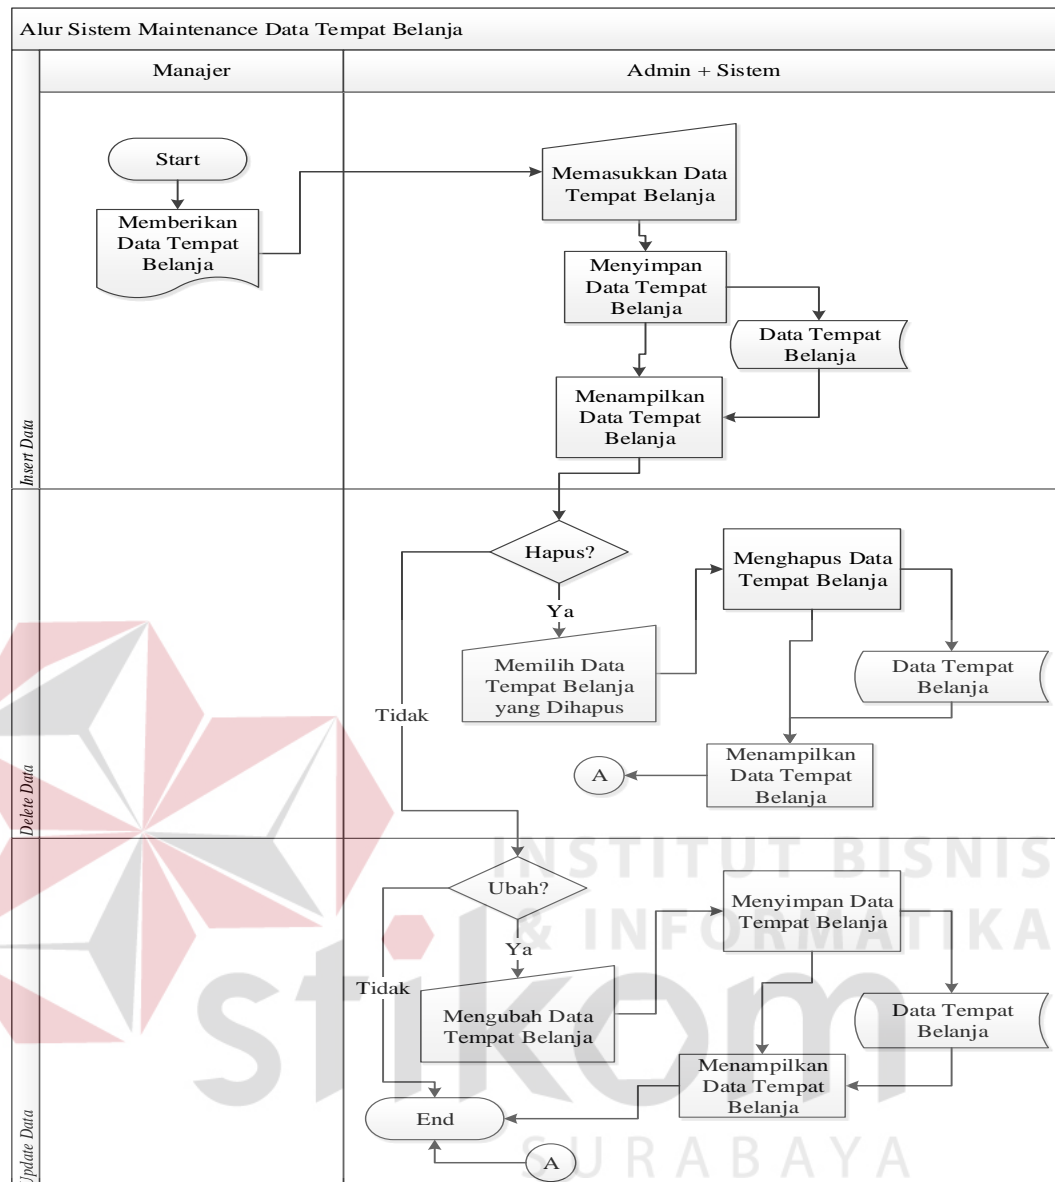 Alur Sistem Maintenance Data Tempat Belanja
Manajer
Admin + Sistem
Insert Data
Start
Memberikan
Data Tempat
Belanja
Memasukkan Data
Tempat Belanja
Menyimpan
Data Tempat
Belanja
Data Tempat
Belanja
Menampilkan
Data Tempat
Belanja
Delete Data
Hapus?
Ya
Tidak
Memilih Data
Tempat Belanja
yang Dihapus
Menghapus Data
Tempat Belanja
Data Tempat
Belanja
Menampilkan
Data Tempat
Belanja
A
Update Data
Ubah?
Ya
Tidak
Mengubah Data
Tempat Belanja
Menyimpan Data
Tempat Belanja
Data Tempat
Belanja
Menampilkan
Data Tempat
Belanja
End
A
INSTITUT BISNIS
& INFORMATIKA
stikom
SURABAYA